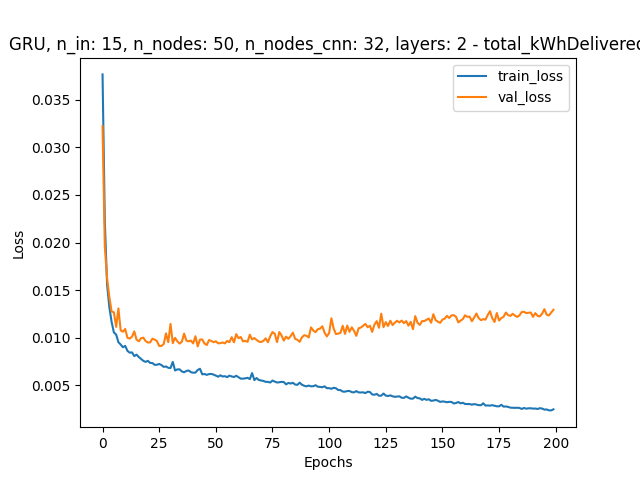 GRU, n_in: 15, n_nodes: 50, n_nodes_cnn: 32, layers: 2 - total_kWhDelivered
train_loss
val_loss
0.035
0.030
0.025
0.020
0.015
0.010
0.005
Loss
0 25 50 75 100 125 150 175 200
Epochs